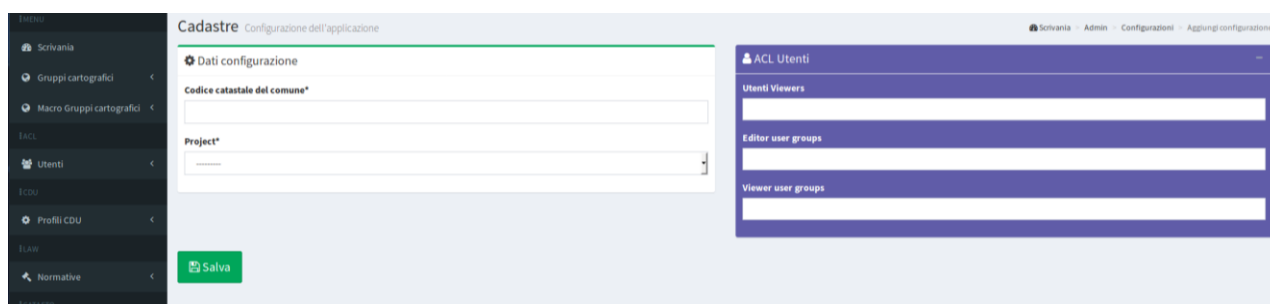 MENU
Scrivania
Gruppi cartografici
Macro Gruppi cartografici
ACL
Utenti
CDU
Profili CDU
LAW
Normative
Cadastre Configurazione dell'applicazione
Scrivania > Admin > Configurazioni > Aggiungi configurazione
Dati configurazione
Codice catastale del comune*
Project*
---------
Salva
ACL Utenti
Utenti Viewers
Editor user groups
Viewer user groups